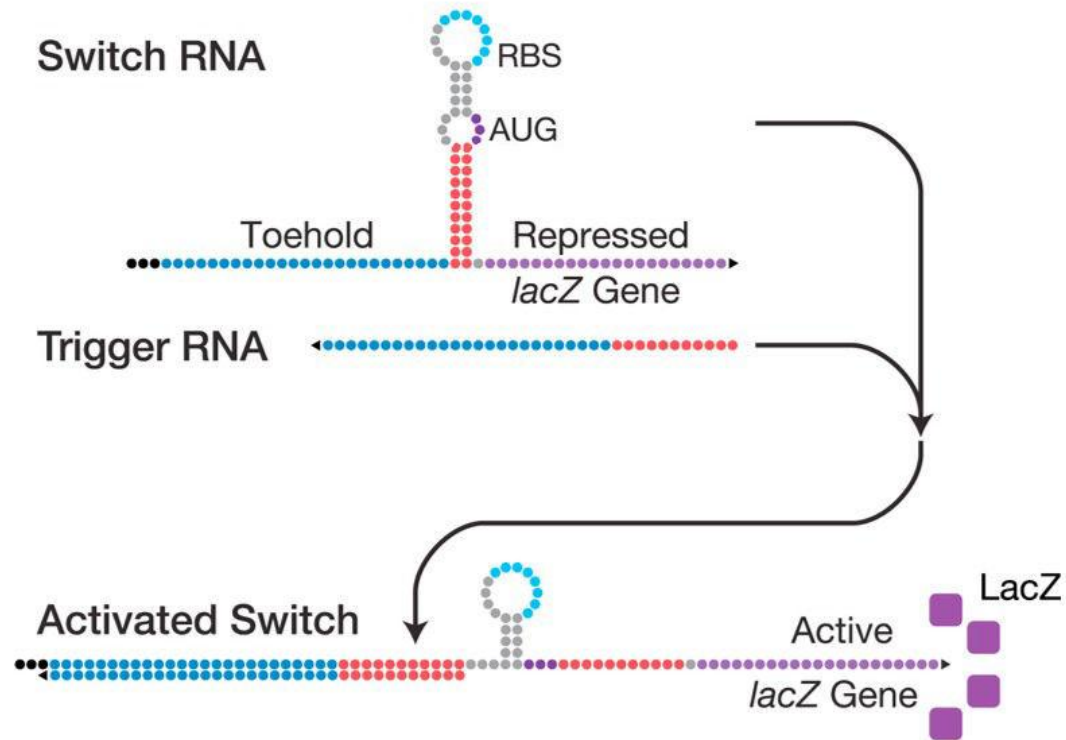 Switch RNA
RBS
AUG
Toehold
Repressed
lacZ Gene
Trigger RNA
Activated Switch
Active
lacZ Gene
LacZ